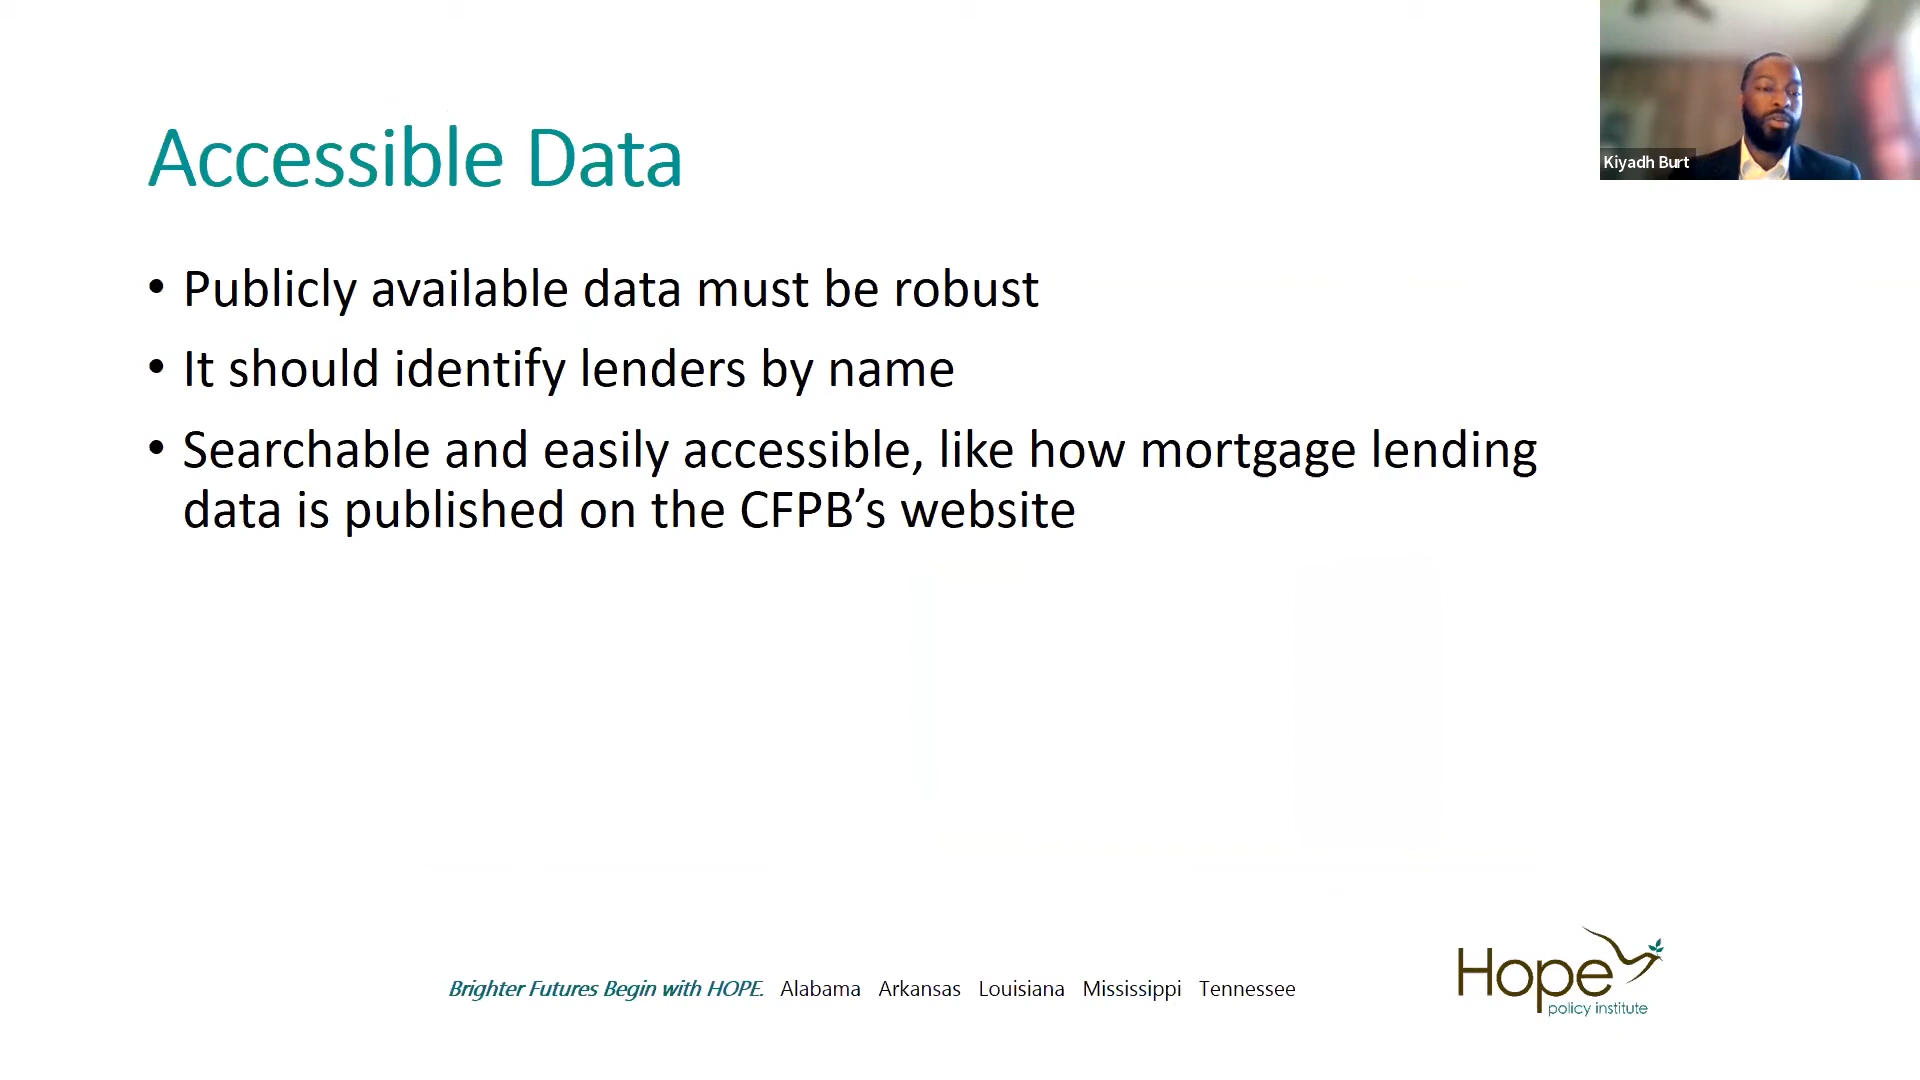 Accessible Data
Kiyadh Burt
• Publicly available data must be robust
• It should identify lenders by name
• Searchable and easily accessible, like how mortgage lending
data is published on the CFPB’s website
Brighter Futures Begin with HOPE. Alabama Arkansas Louisiana Mississippi Tennessee
Hope
policy institute